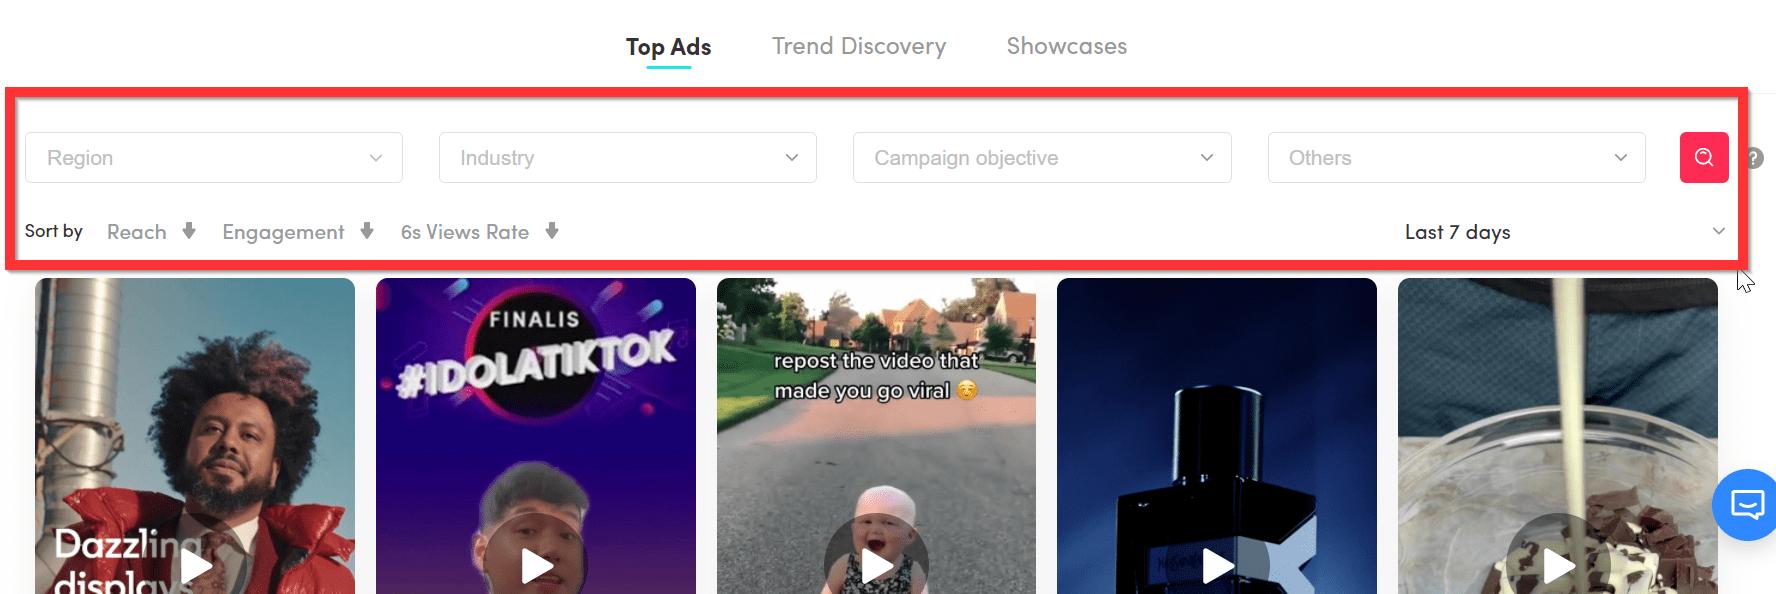 Top Ads Trend Discovery Showcases
Region Industry Campaign objective Others ?
Sort by Reach Engagement 6s Views Rate Last 7 days
FINALIS
#IDOLATIKTOK
repost the video that
made you go viral ☺️
Dazzling
displays